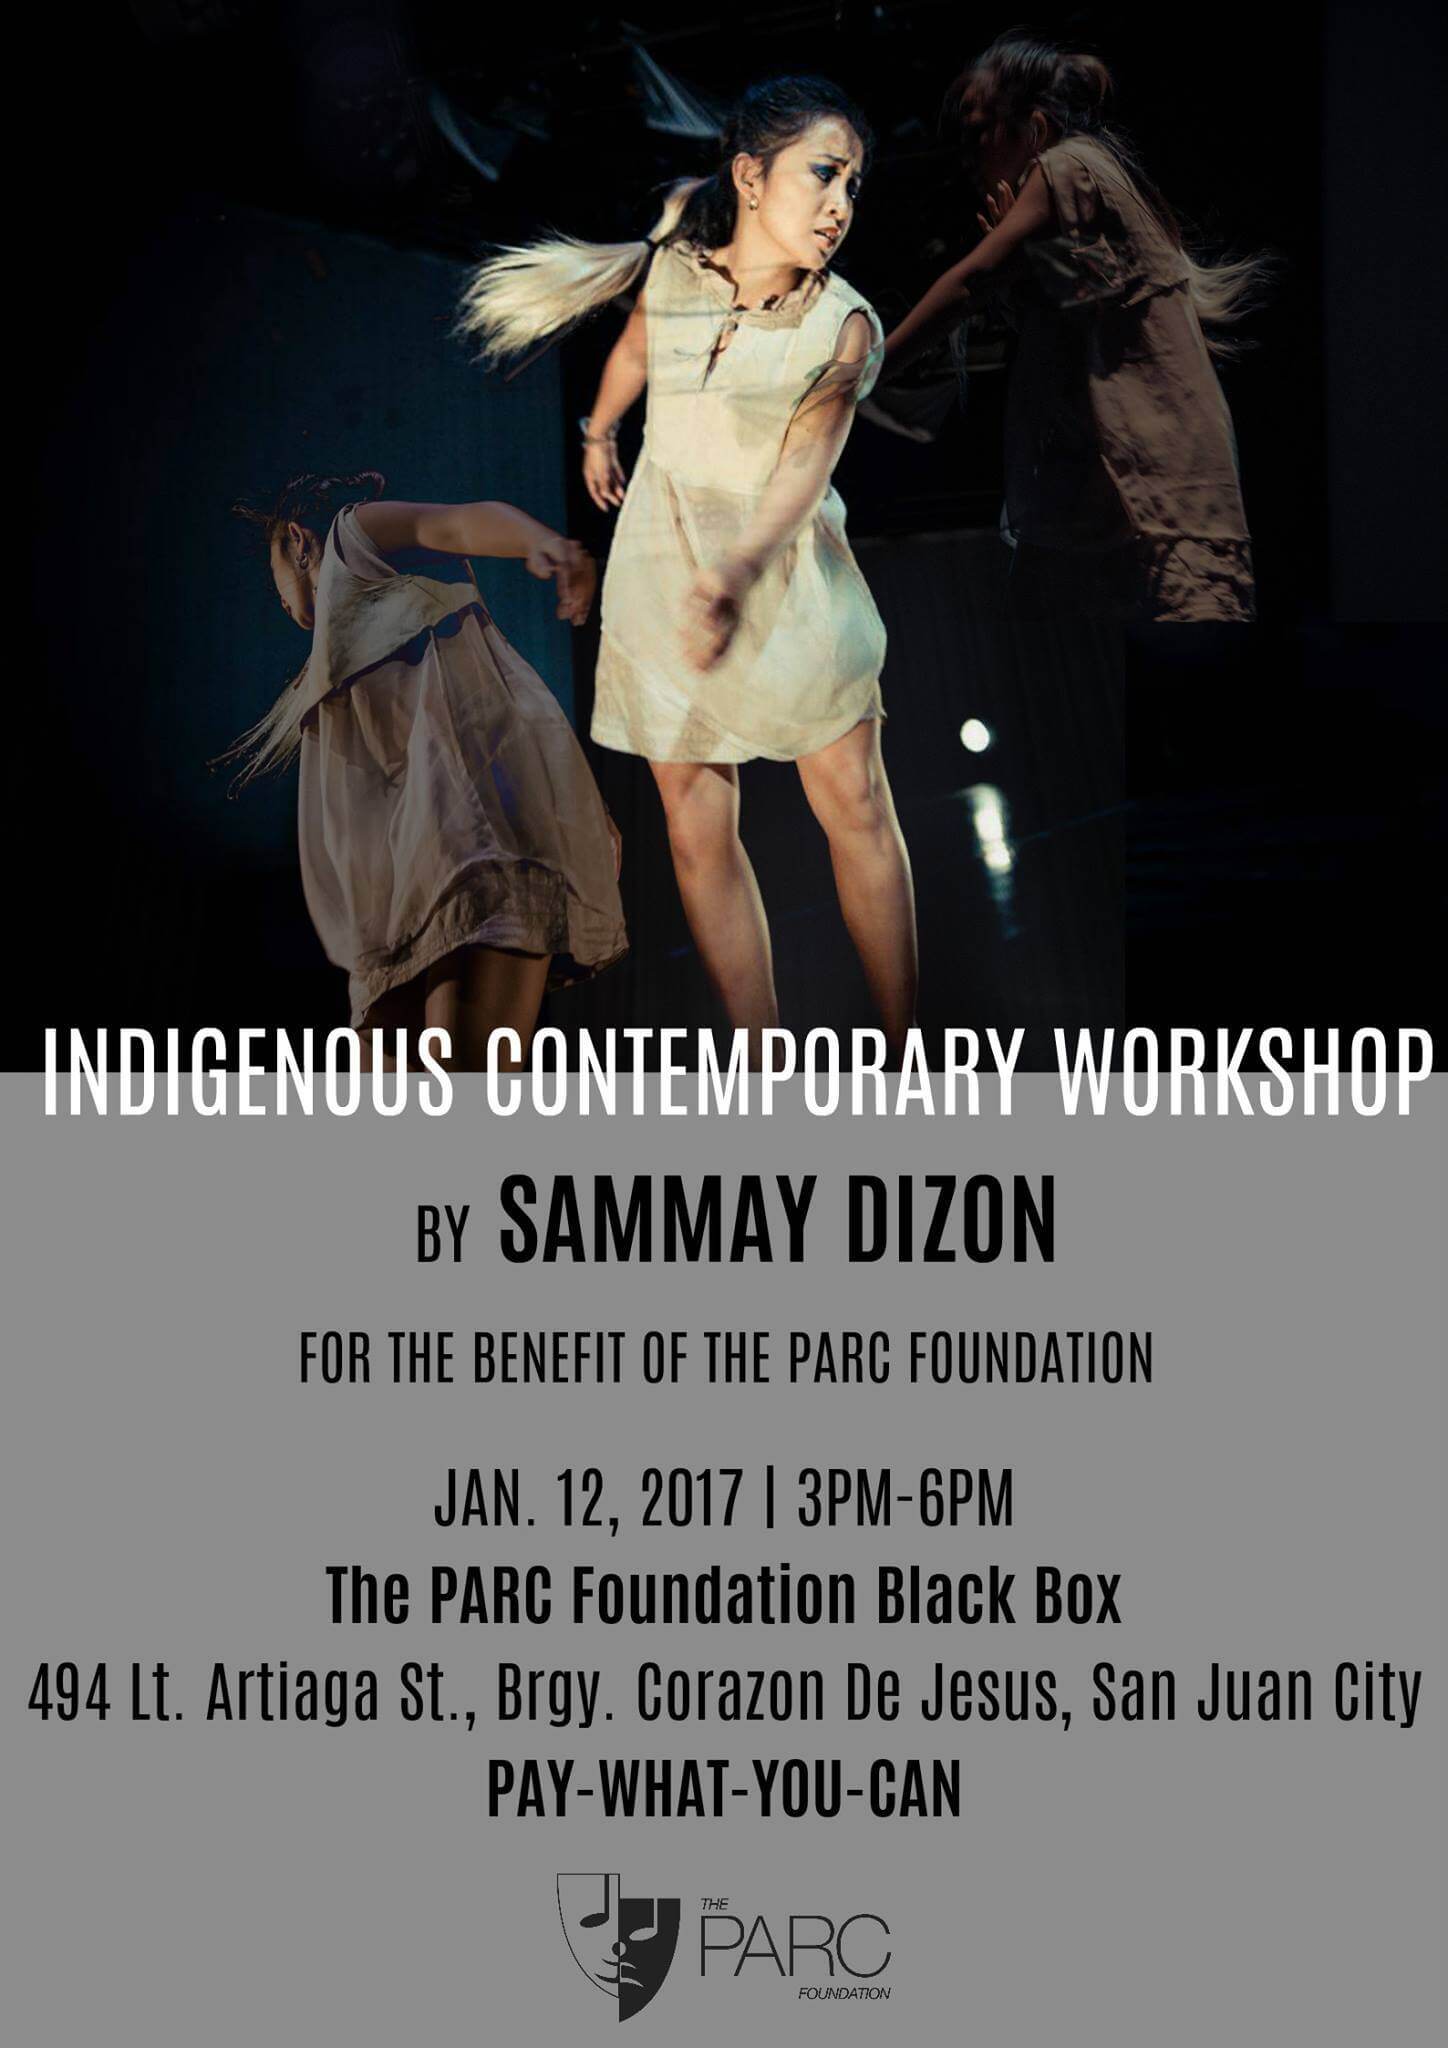 INDIGENOUS CONTEMPORARY WORKSHOP
BY SAMMAY DIZON
FOR THE BENEFIT OF THE PARC FOUNDATION
JAN. 12, 2017 | 3PM-6PM
The PARC Foundation Black Box
494 Lt. Artiaga St., Brgy. Corazon De Jesus, San Juan City
PAY-WHAT-YOU-CAN
THE
PARC
FOUNDATION